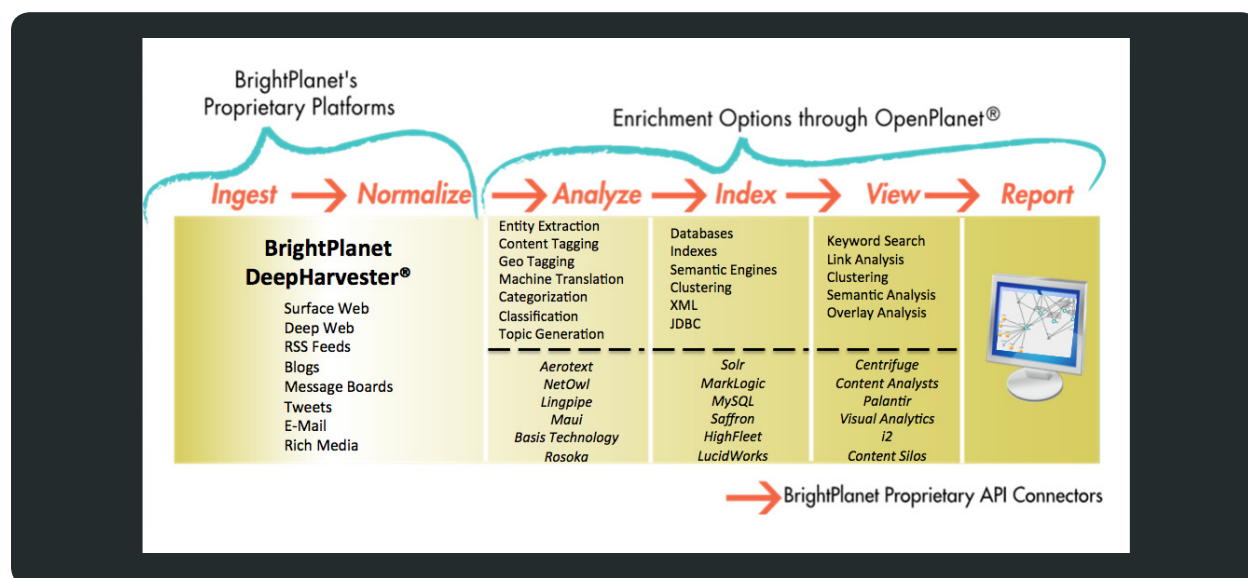 BrightPlanet's
Proprietary Platforms
Enrichment Options through OpenPlanet®
Ingest
Normalize
Analyze
Index
View
Report
BrightPlanet
DeepHarvester®
Surface Web
Deep Web
RSS Feeds
Blogs
Message Boards
Tweets
E-Mail
Rich Media
Entity Extraction
Content Tagging
Geo Tagging
Machine Translation
Categorization
Classification
Topic Generation
Aerotext
NetOwl
Lingpipe
Maui
Basis Technology
Rosoka
Databases
Indexes
Semantic Engines
Clustering
XML
JDBC
Solr
MarkLogic
MySQL
Saffron
HighFleet
LucidWorks
Keyword Search
Link Analysis
Clustering
Semantic Analysis
Overlay Analysis
Centrifuge
Content Analysts
Palantir
Visual Analytics
i2
Content Silos
BrightPlanet Proprietary API Connectors